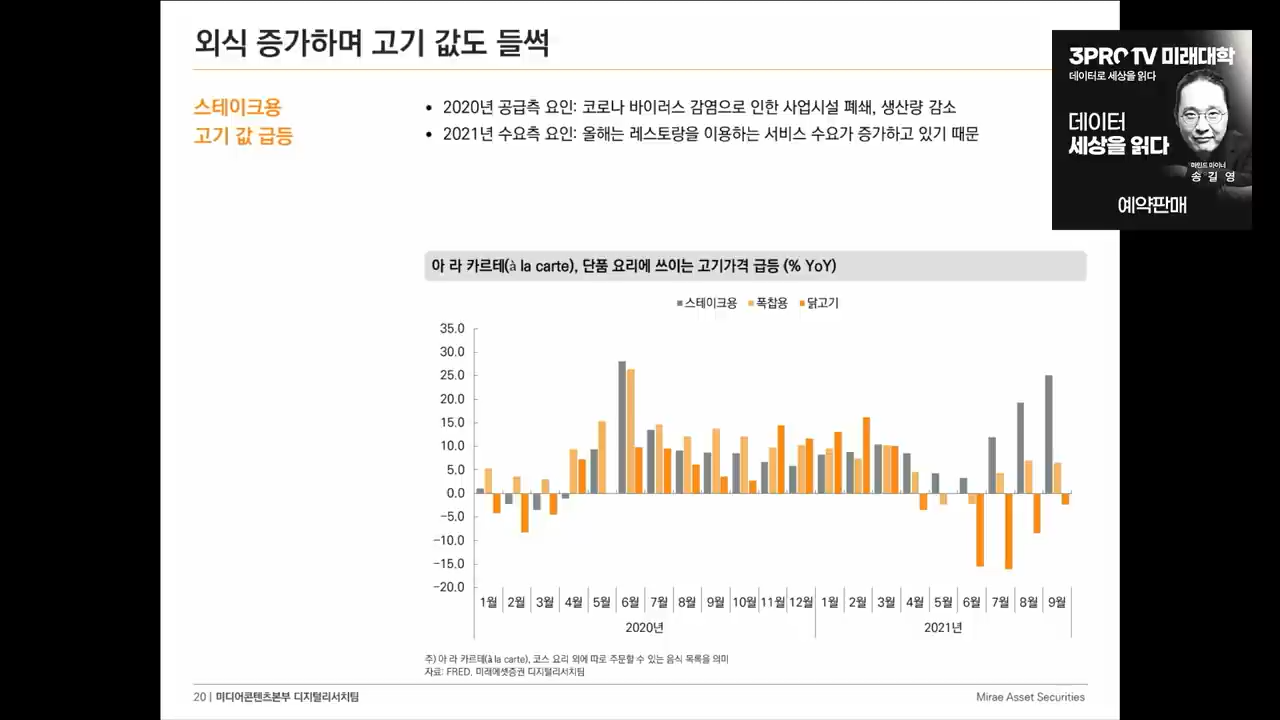 외식 증가하며 고기 값도 들썩
스테이크용
고기 값 급등
• 2020년 공급측 요인: 코로나 바이러스 감염으로 인한 사업시설 폐쇄, 생산량 감소
• 2021년 수요측 요인: 올해는 레스토랑을 이용하는 서비스 수요가 증가하고 있기 때문
3PRO TV 미래대학
데이터로 세상을 읽다
데이터
세상을 읽다
마인드 마이너
송길영
예약판매
아 라 카르테(à la carte), 단품 요리에 쓰이는 고기가격 급등 (% YoY)
스테이크용 폭찹용 닭고기
35.0
30.0
25.0
20.0
15.0
10.0
5.0
0.0
-5.0
-10.0
-15.0
-20.0
1월 2월 3월 4월 5월 6월 7월 8월 9월 10월 11월 12월 1월 2월 3월 4월 5월 6월 7월 8월 9월
2020년 2021년
주) 아 라 카르테(à la carte), 코스 요리 외에 따로 주문할 수 있는 음식 목록을 의미
자료: FRED, 미래에셋증권 디지털리서치팀
20 | 미디어콘텐츠본부 디지털리서치팀 Mirae Asset Securities